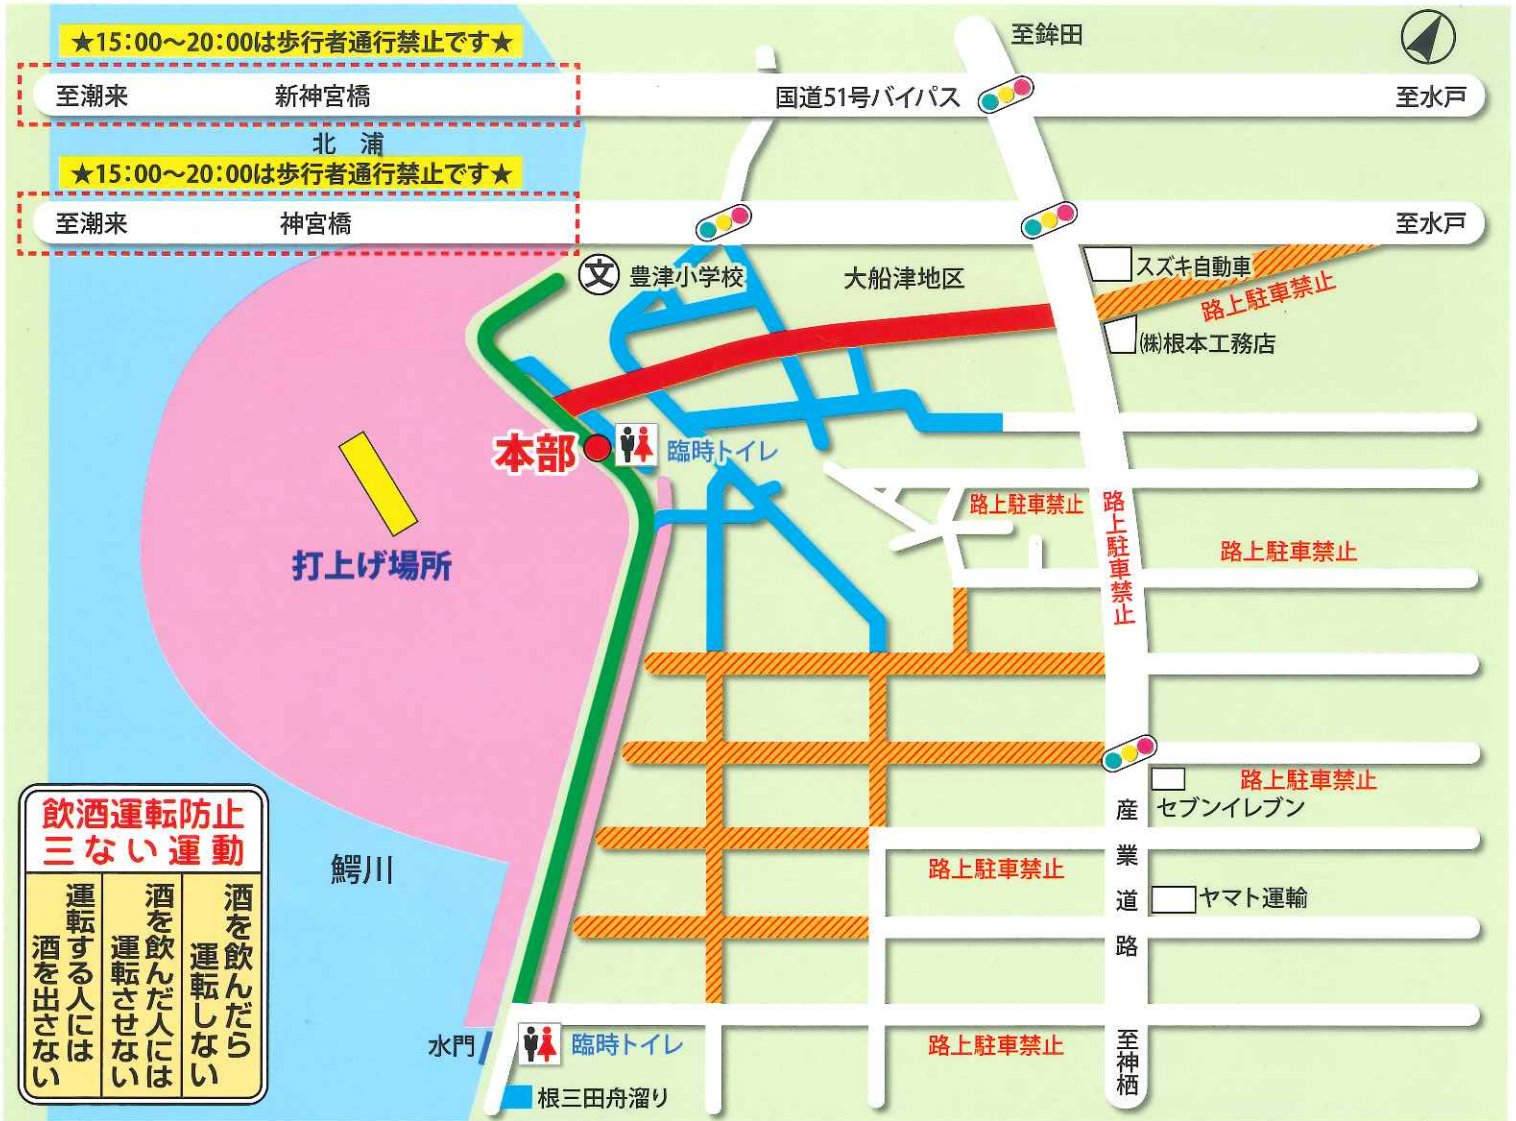 ★15:00～20:00は歩行者通行禁止です★
至鉾田
至潮来
新神宮橋
国道51号バイパス
至水戸
北　浦
★15:00～20:00は歩行者通行禁止です★
至潮来
神宮橋
至水戸
文
豊津小学校
大船津地区
スズキ自動車
路上駐車禁止
㈱根本工務店
本部
臨時トイレ
路上駐車禁止
路上駐車禁止
路上駐車禁止
打上げ場所
路上駐車禁止
セブンイレブン
産業道路
飲酒運転防止
三ない運動
酒を飲んだら
運転しない
酒を飲んだ人には
運転させない
運転する人には
酒を出さない
鰐川
路上駐車禁止
ヤマト運輸
水門
臨時トイレ
路上駐車禁止
至神栖
根三田舟溜り